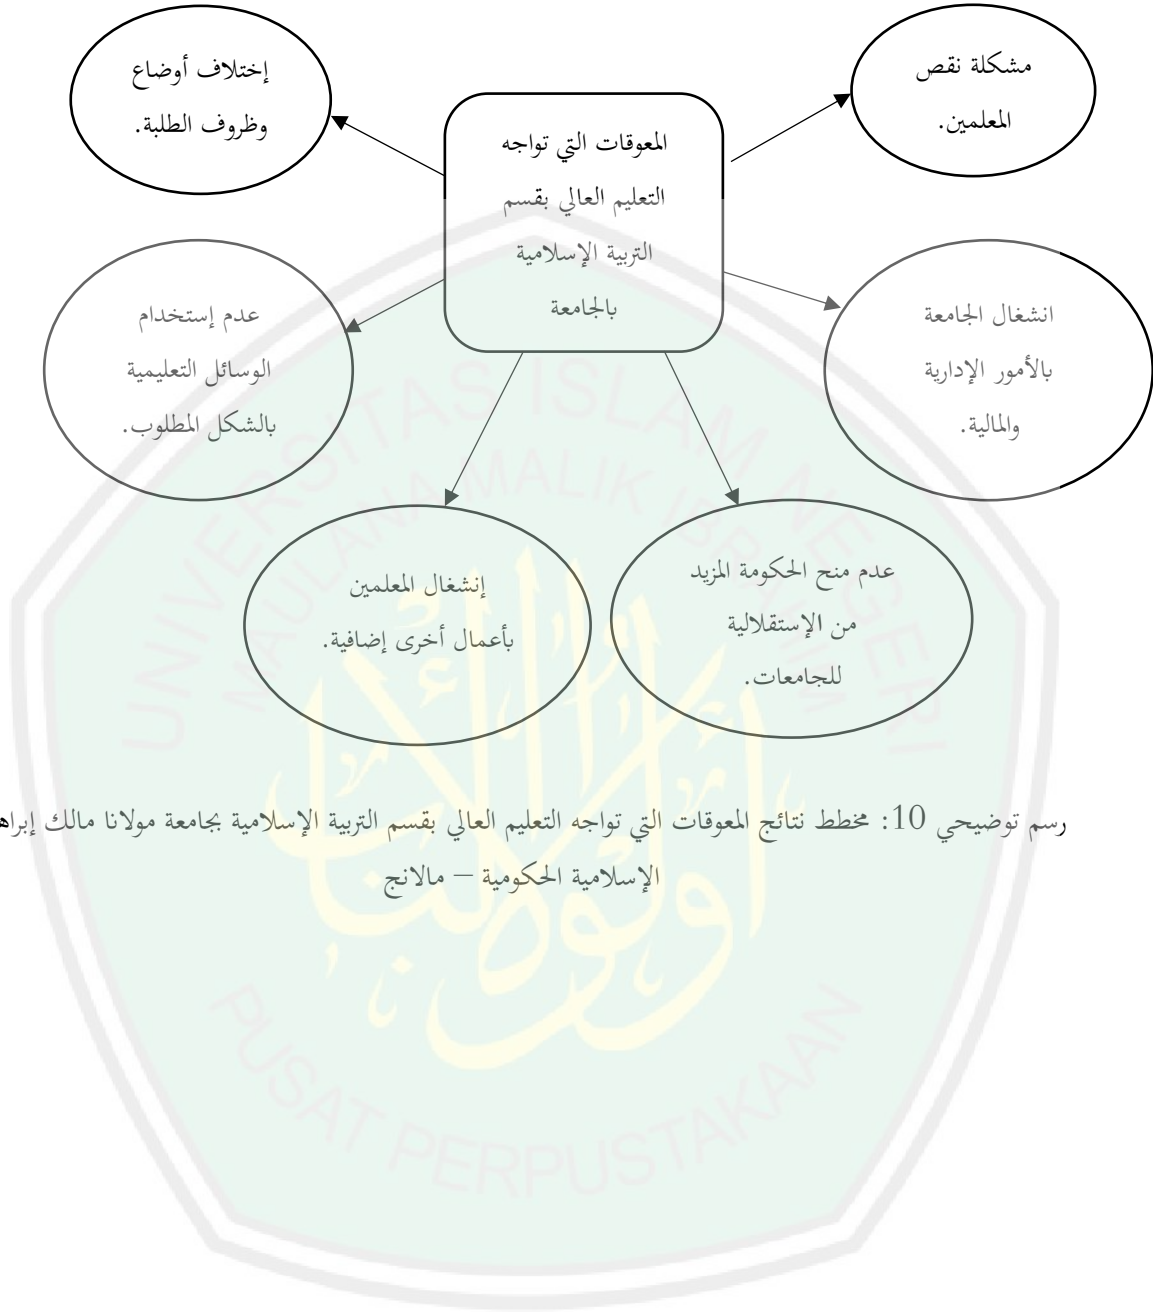 مشكلة نقص
المعلمين.
إختلاف أوضاع
وظروف الطلبة.
المعوقات التي تواجه
التعليم العالي بقسم
التربية الإسلامية
بالجامعة
انشغال الجامعة
بالأمور الإدارية
والمالية.
عدم إستخدام
الوسائل التعليمية
بالشكل المطلوب.
عدم منح الحكومة المزيد
من الإستقلالية
للجامعات.
إنشغال المعلمين
بأعمال أخرى إضافية.
رسم توضيحي 10: مخطط نتائج المعوقات التي تواجه التعليم العالي بقسم التربية الإسلامية بجامعة مولانا مالك
الإسلامية الحكومية – مالانج
UNIVERSITAS ISLAM NEGERI
MAULANA MALIK IBRAHIM
PUSAT PERPUSTAKAAN